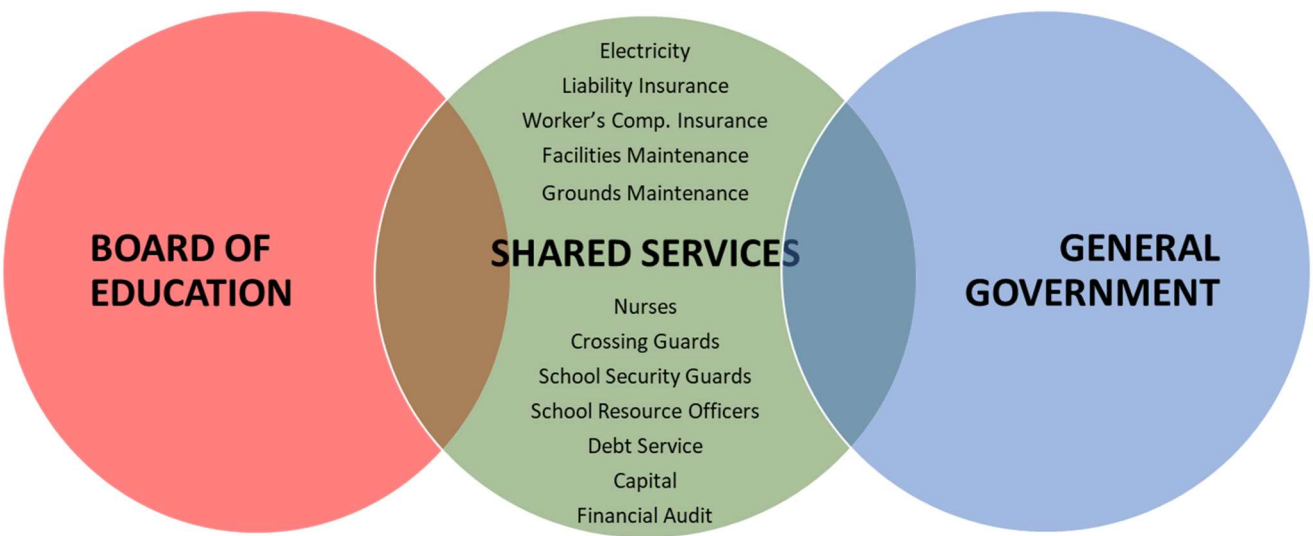 BOARD OF
EDUCATION
Electricity
Liability Insurance
Worker’s Comp. Insurance
Facilities Maintenance
Grounds Maintenance
SHARED SERVICES
Nurses
Crossing Guards
School Security Guards
School Resource Officers
Debt Service
Capital
Financial Audit
GENERAL
GOVERNMENT